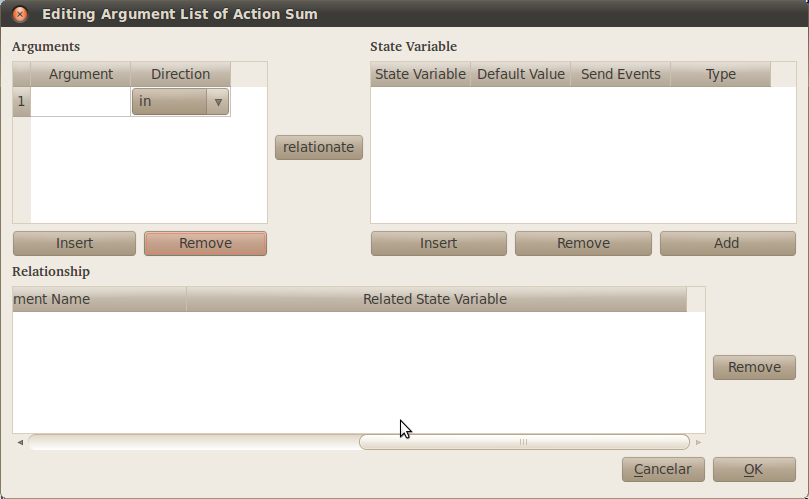 Editing Argument List of Action Sum
Arguments
State Variable
Argument Direction
State Variable Default Value Send Events Type
1 in
relationate
Insert Remove
Insert Remove Add
Relationship
ment Name Related State Variable
Remove
Cancelar OK